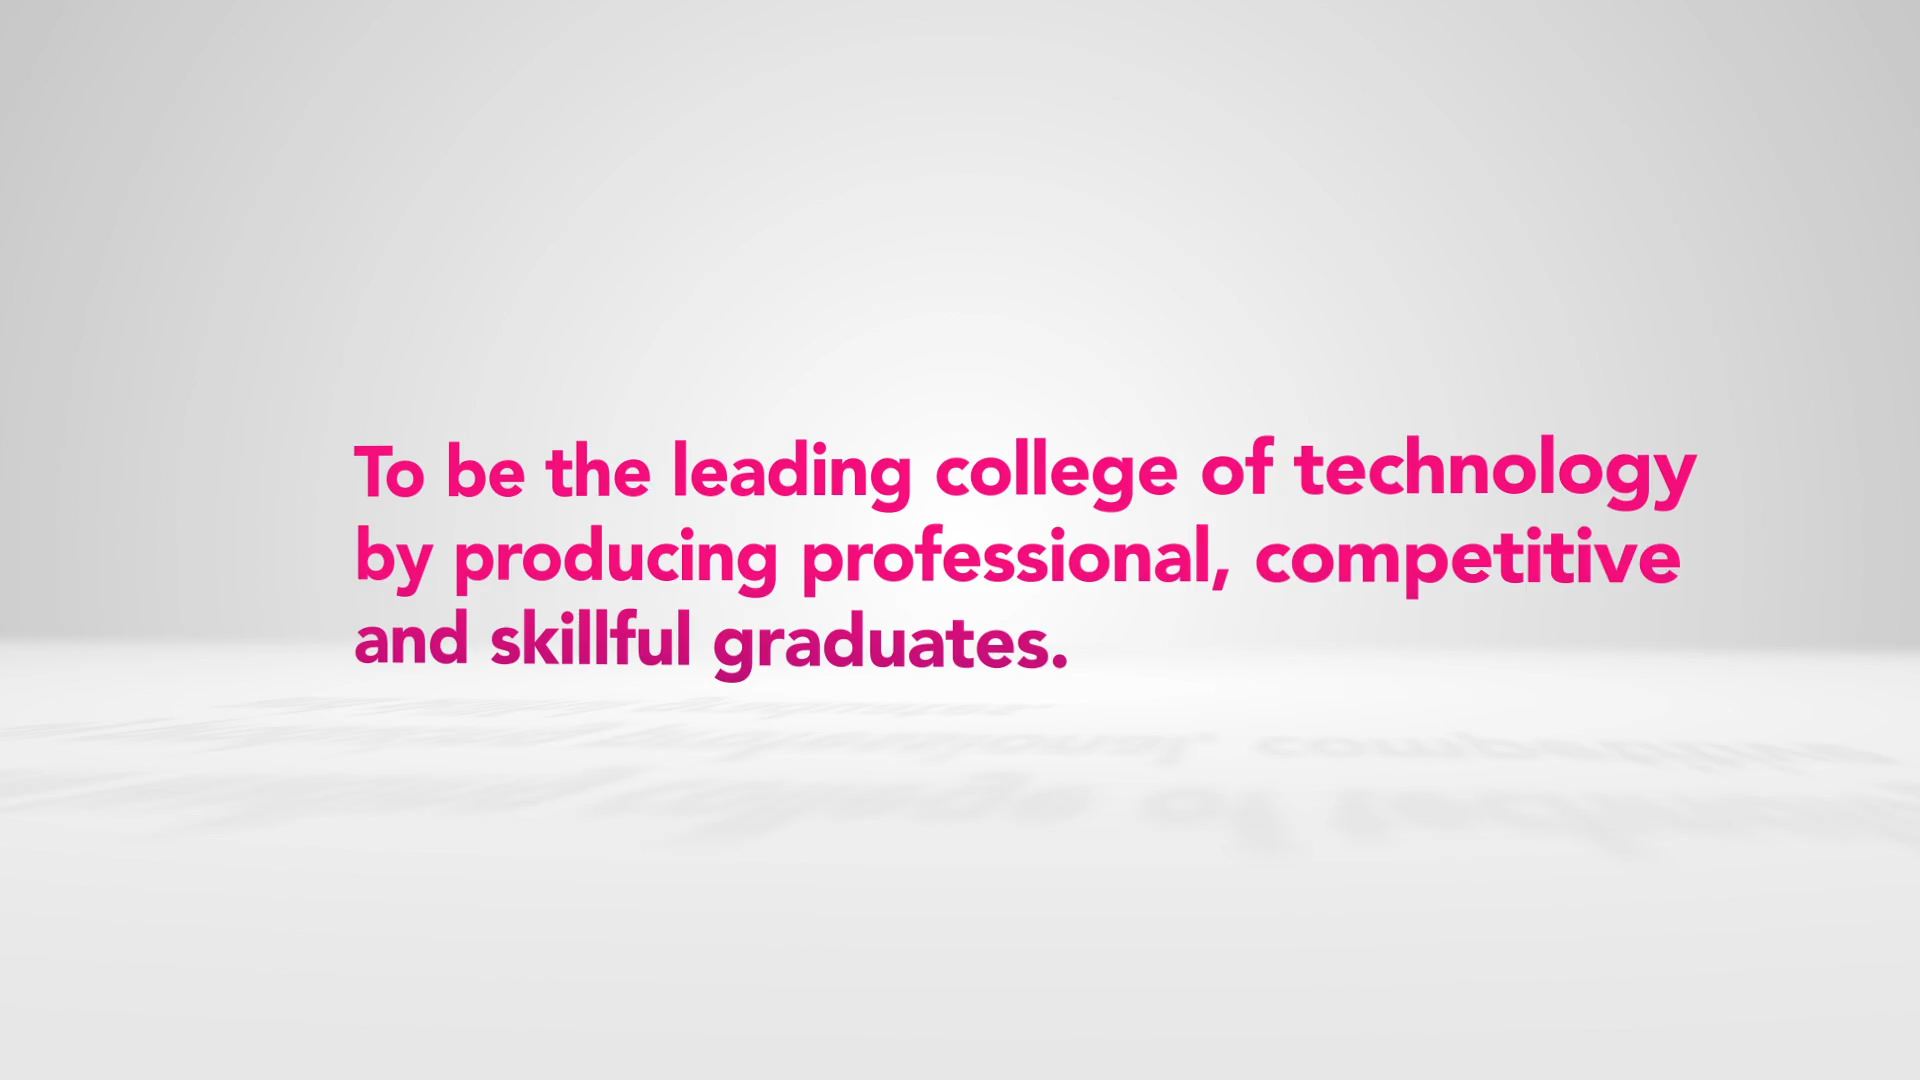 To be the leading college of technology
by producing professional, competitive
and skillful graduates.